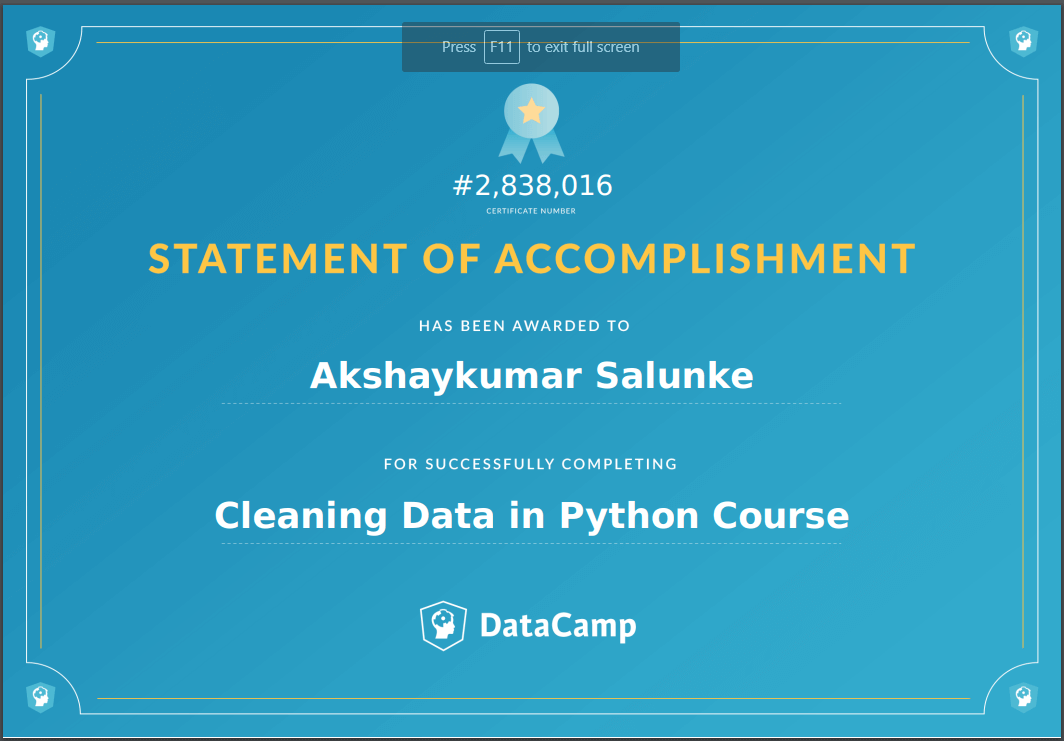 Press F11 to exit full screen
#2,838,016
CERTIFICATE NUMBER
STATEMENT OF ACCOMPLISHMENT
HAS BEEN AWARDED TO
Akshaykumar Salunke
FOR SUCCESSFULLY COMPLETING
Cleaning Data in Python Course
DataCamp